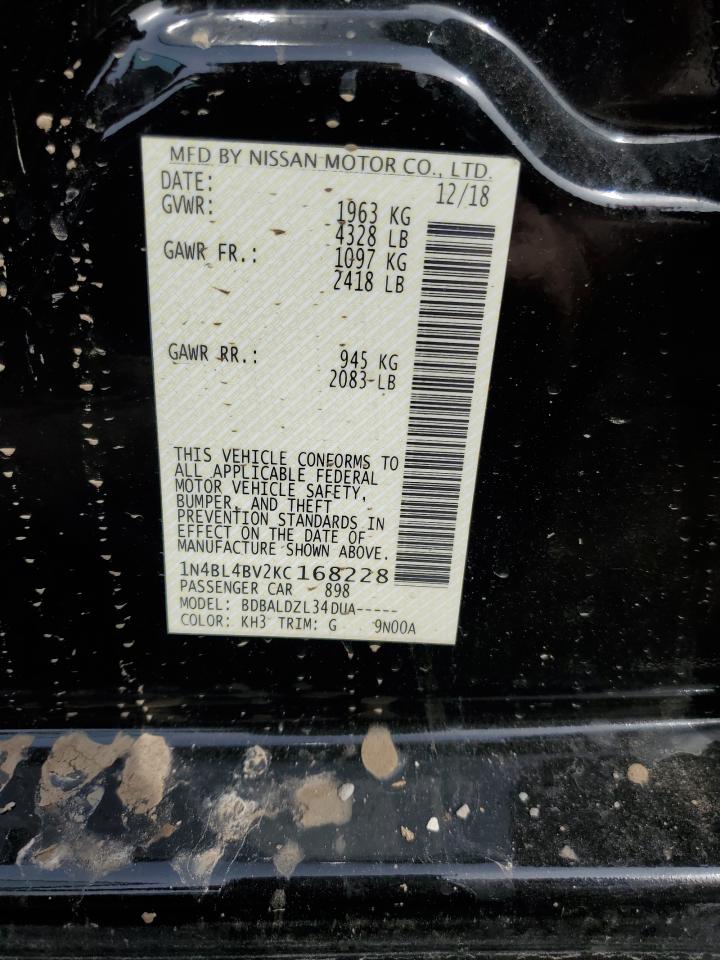 MFD BY NISSAN MOTOR CO., LTD.
DATE: 12/18
GVWR: 1963 KG
4328 LB
GAWR FR.: 1097 KG
2418 LB
GAWR RR.: 945 KG
2083 LB
THIS VEHICLE CONFORMS TO
ALL APPLICABLE FEDERAL
MOTOR VEHICLE SAFETY,
BUMPER, AND THEFT
PREVENTION STANDARDS IN
EFFECT ON THE DATE OF
MANUFACTURE SHOWN ABOVE.
1N4BL4BV2KC168228
PASSENGER CAR 898
MODEL: BDBALDZL34DUA-----
COLOR: KH3 TRIM: G 9N00A